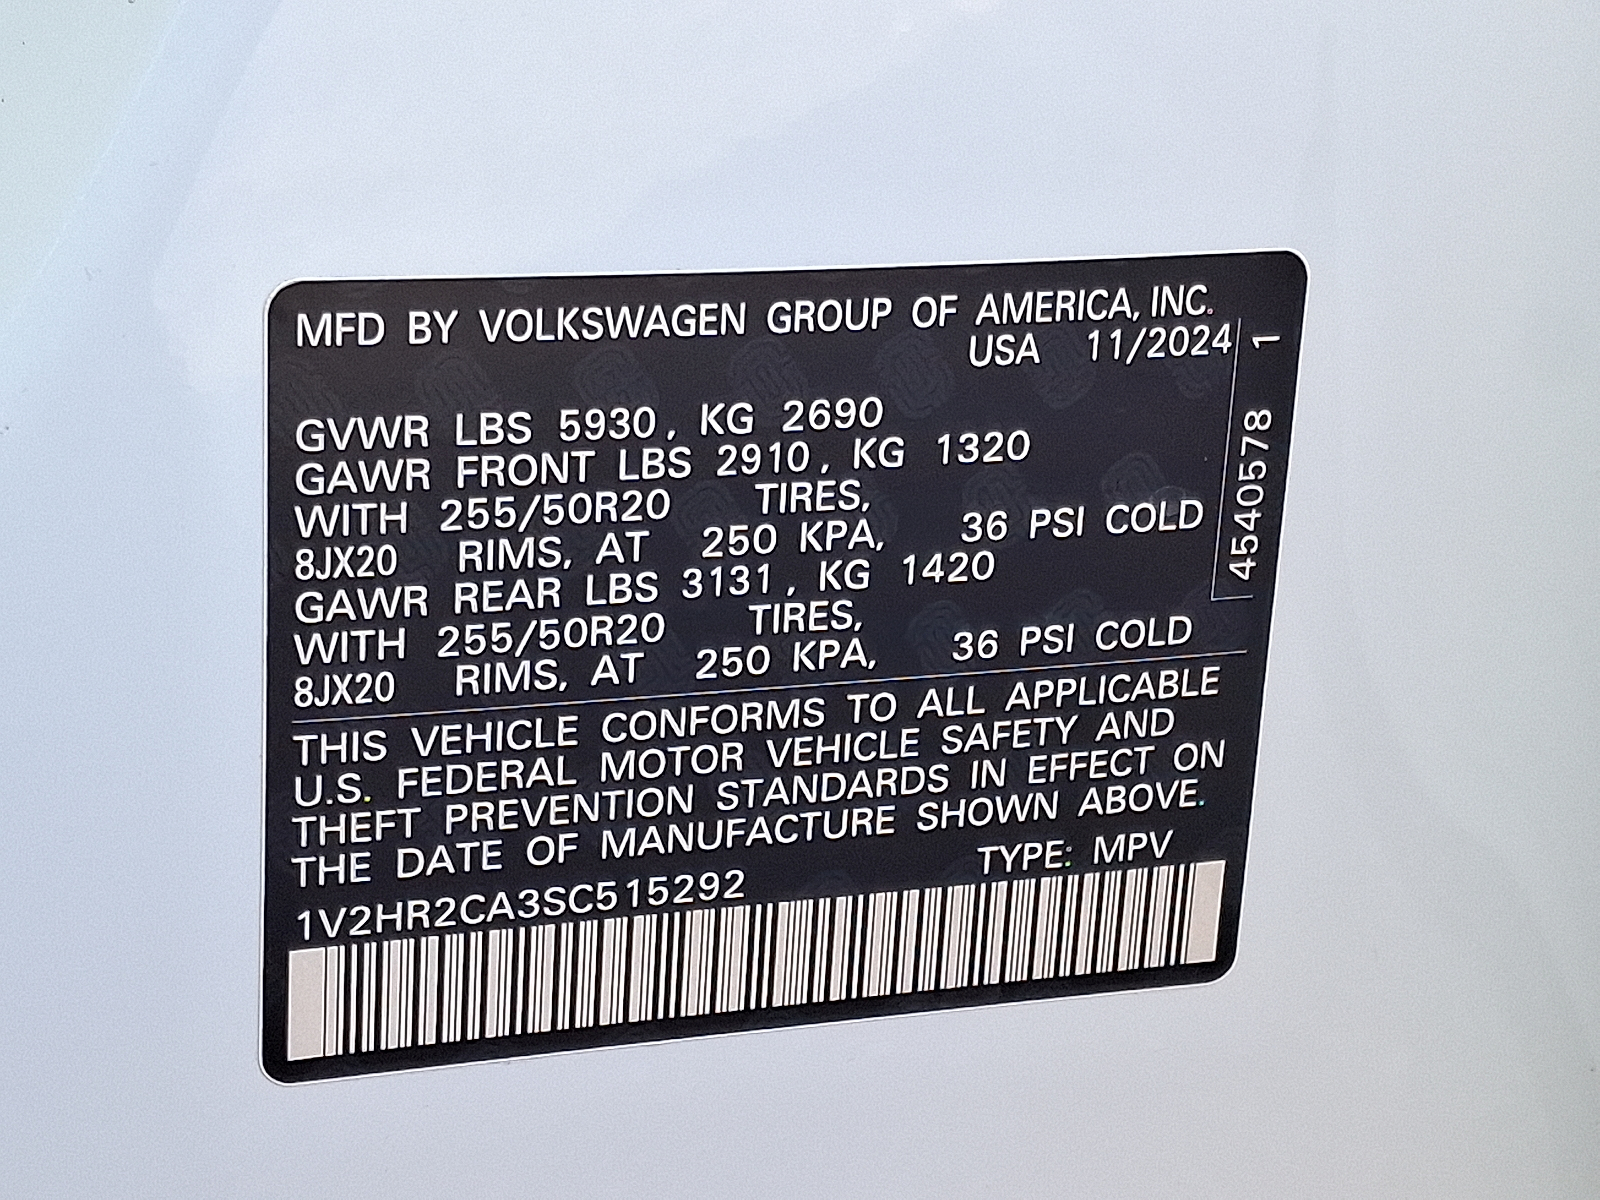 MFD BY VOLKSWAGEN GROUP OF AMERICA, INC.
USA 11/2024
GVWR LBS 5930, KG 2690
GAWR FRONT LBS 2910, KG 1320
WITH 255/50R20 TIRES,
8JX20 RIMS, AT 250 KPA, 36 PSI COLD
GAWR REAR LBS 3131, KG 1420
WITH 255/50R20 TIRES,
8JX20 RIMS, AT 250 KPA, 36 PSI COLD
THIS VEHICLE CONFORMS TO ALL APPLICABLE
U.S. FEDERAL MOTOR VEHICLE SAFETY AND
THEFT PREVENTION STANDARDS IN EFFECT ON
THE DATE OF MANUFACTURE SHOWN ABOVE.
1V2HR2CA3SC515292 TYPE: MPV
4540578 1